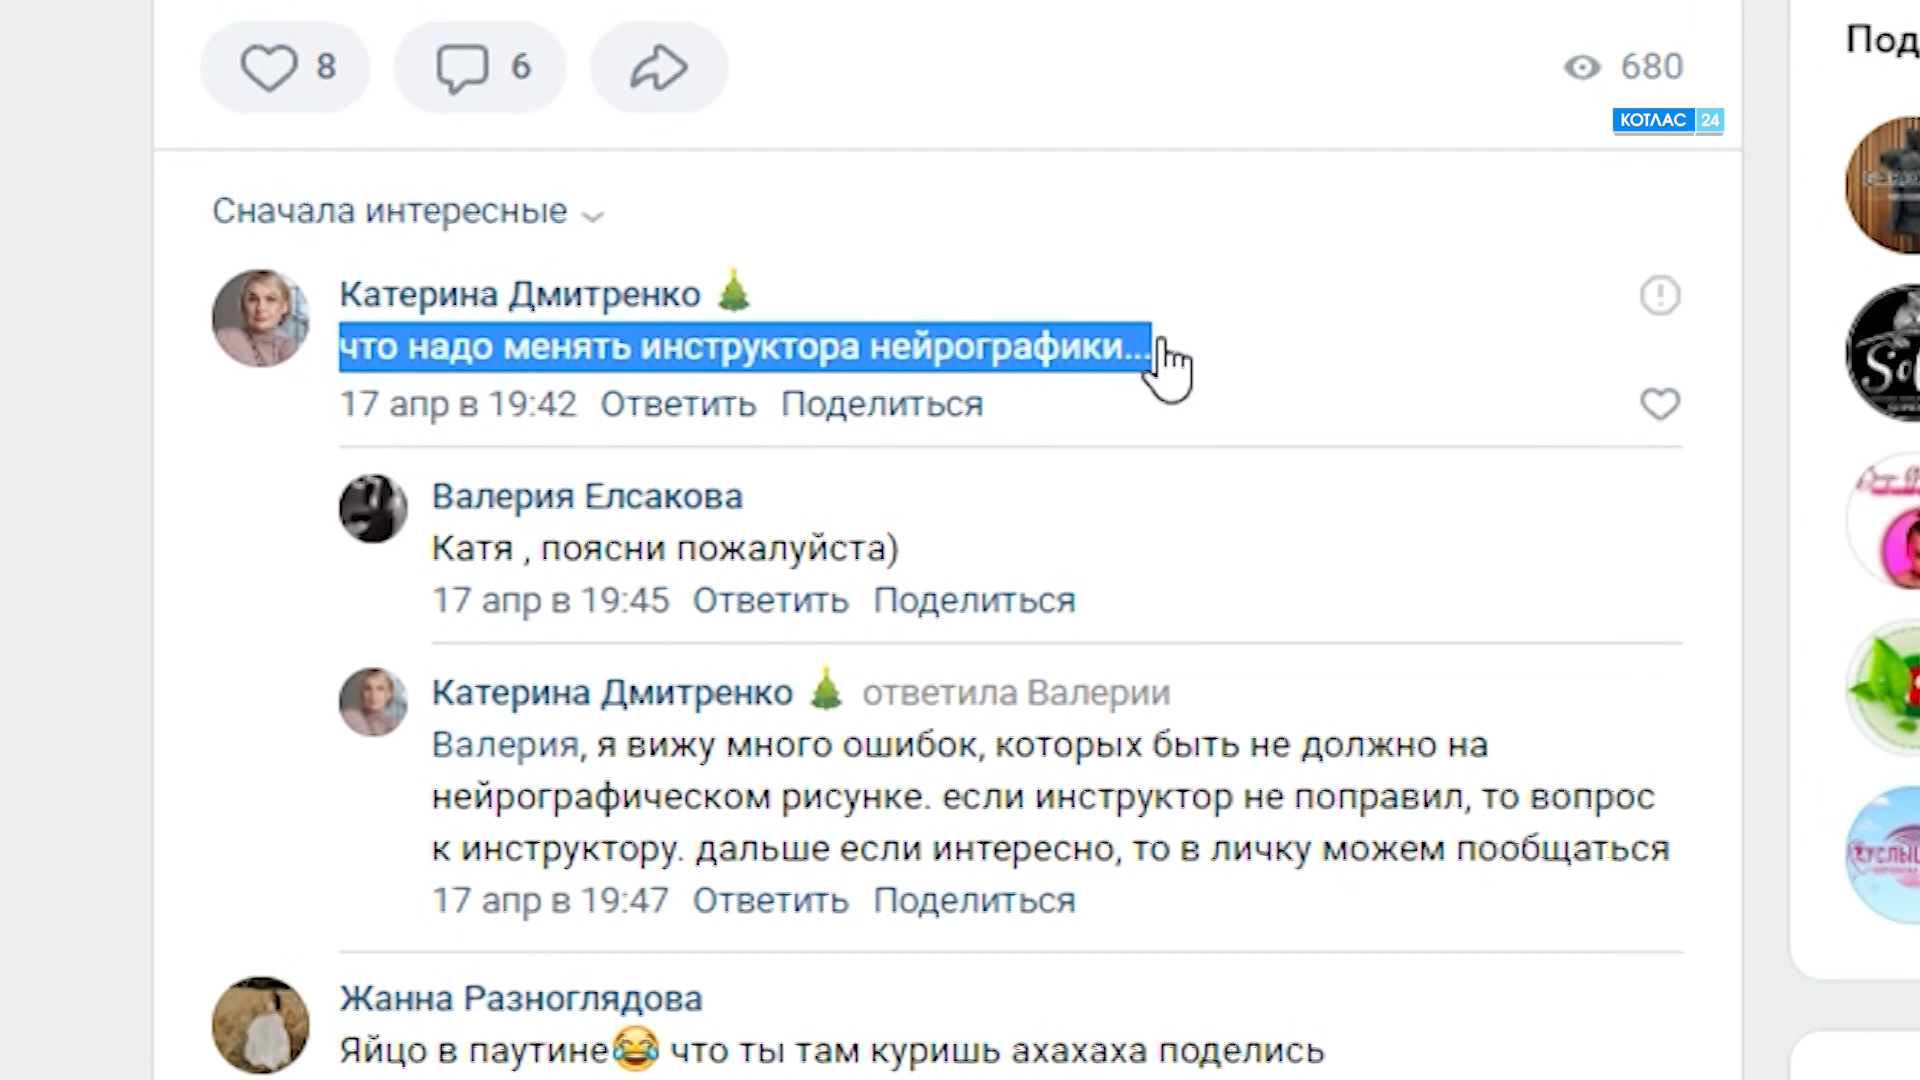 8
6
680
КОТЛАС 24
Под
Сначала интересные
Катерина Дмитренко
что надо менять инструктора нейрографики...
17 апр в 19:42 Ответить Поделиться
Валерия Елсакова
Катя , поясни пожалуйста)
17 апр в 19:45 Ответить Поделиться
Катерина Дмитренко ответила Валерии
Валерия, я вижу много ошибок, которых быть не должно на
нейрографическом рисунке. если инструктор не поправил, то вопрос
к инструктору. дальше если интересно, то в личку можем пообщаться
17 апр в 19:47 Ответить Поделиться
Жанна Разноглядова
Яйцо в паутине😂 что ты там куришь ахахаха поделись